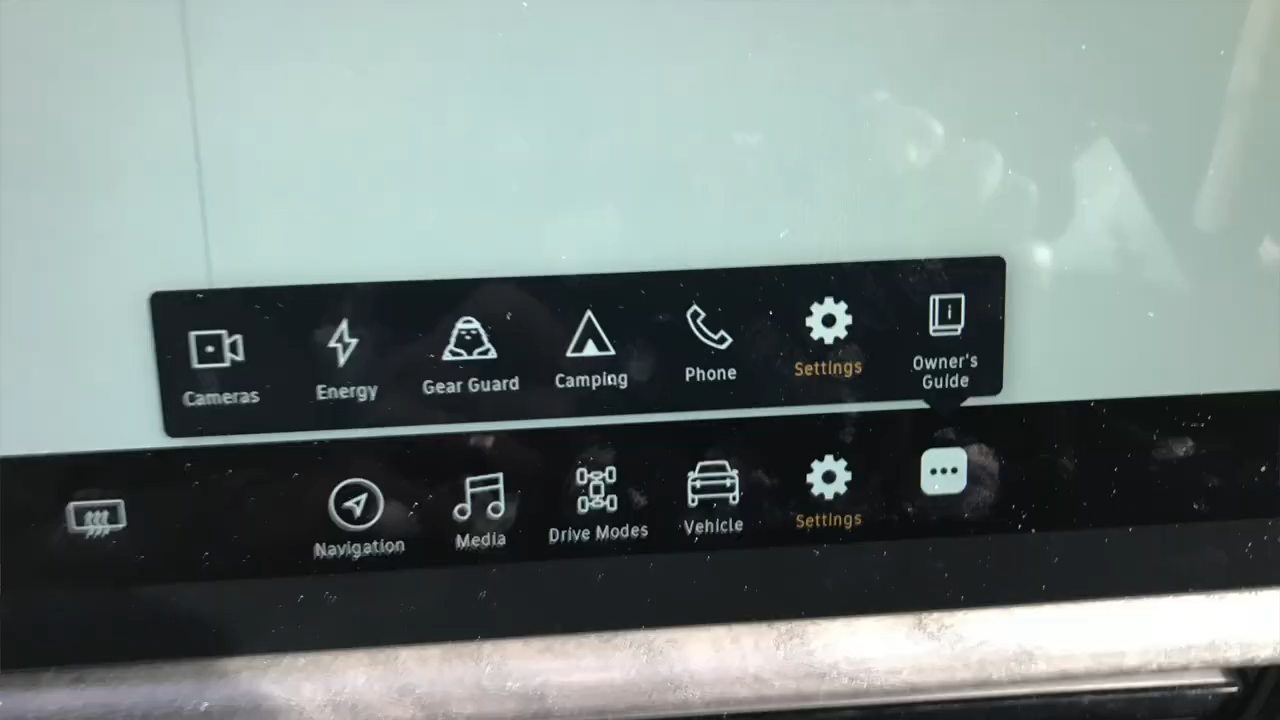 Cameras
Energy
Gear Guard
Camping
Phone
Settings
Owner's
Guide
Navigation
Media
Drive Modes
Vehicle
Settings